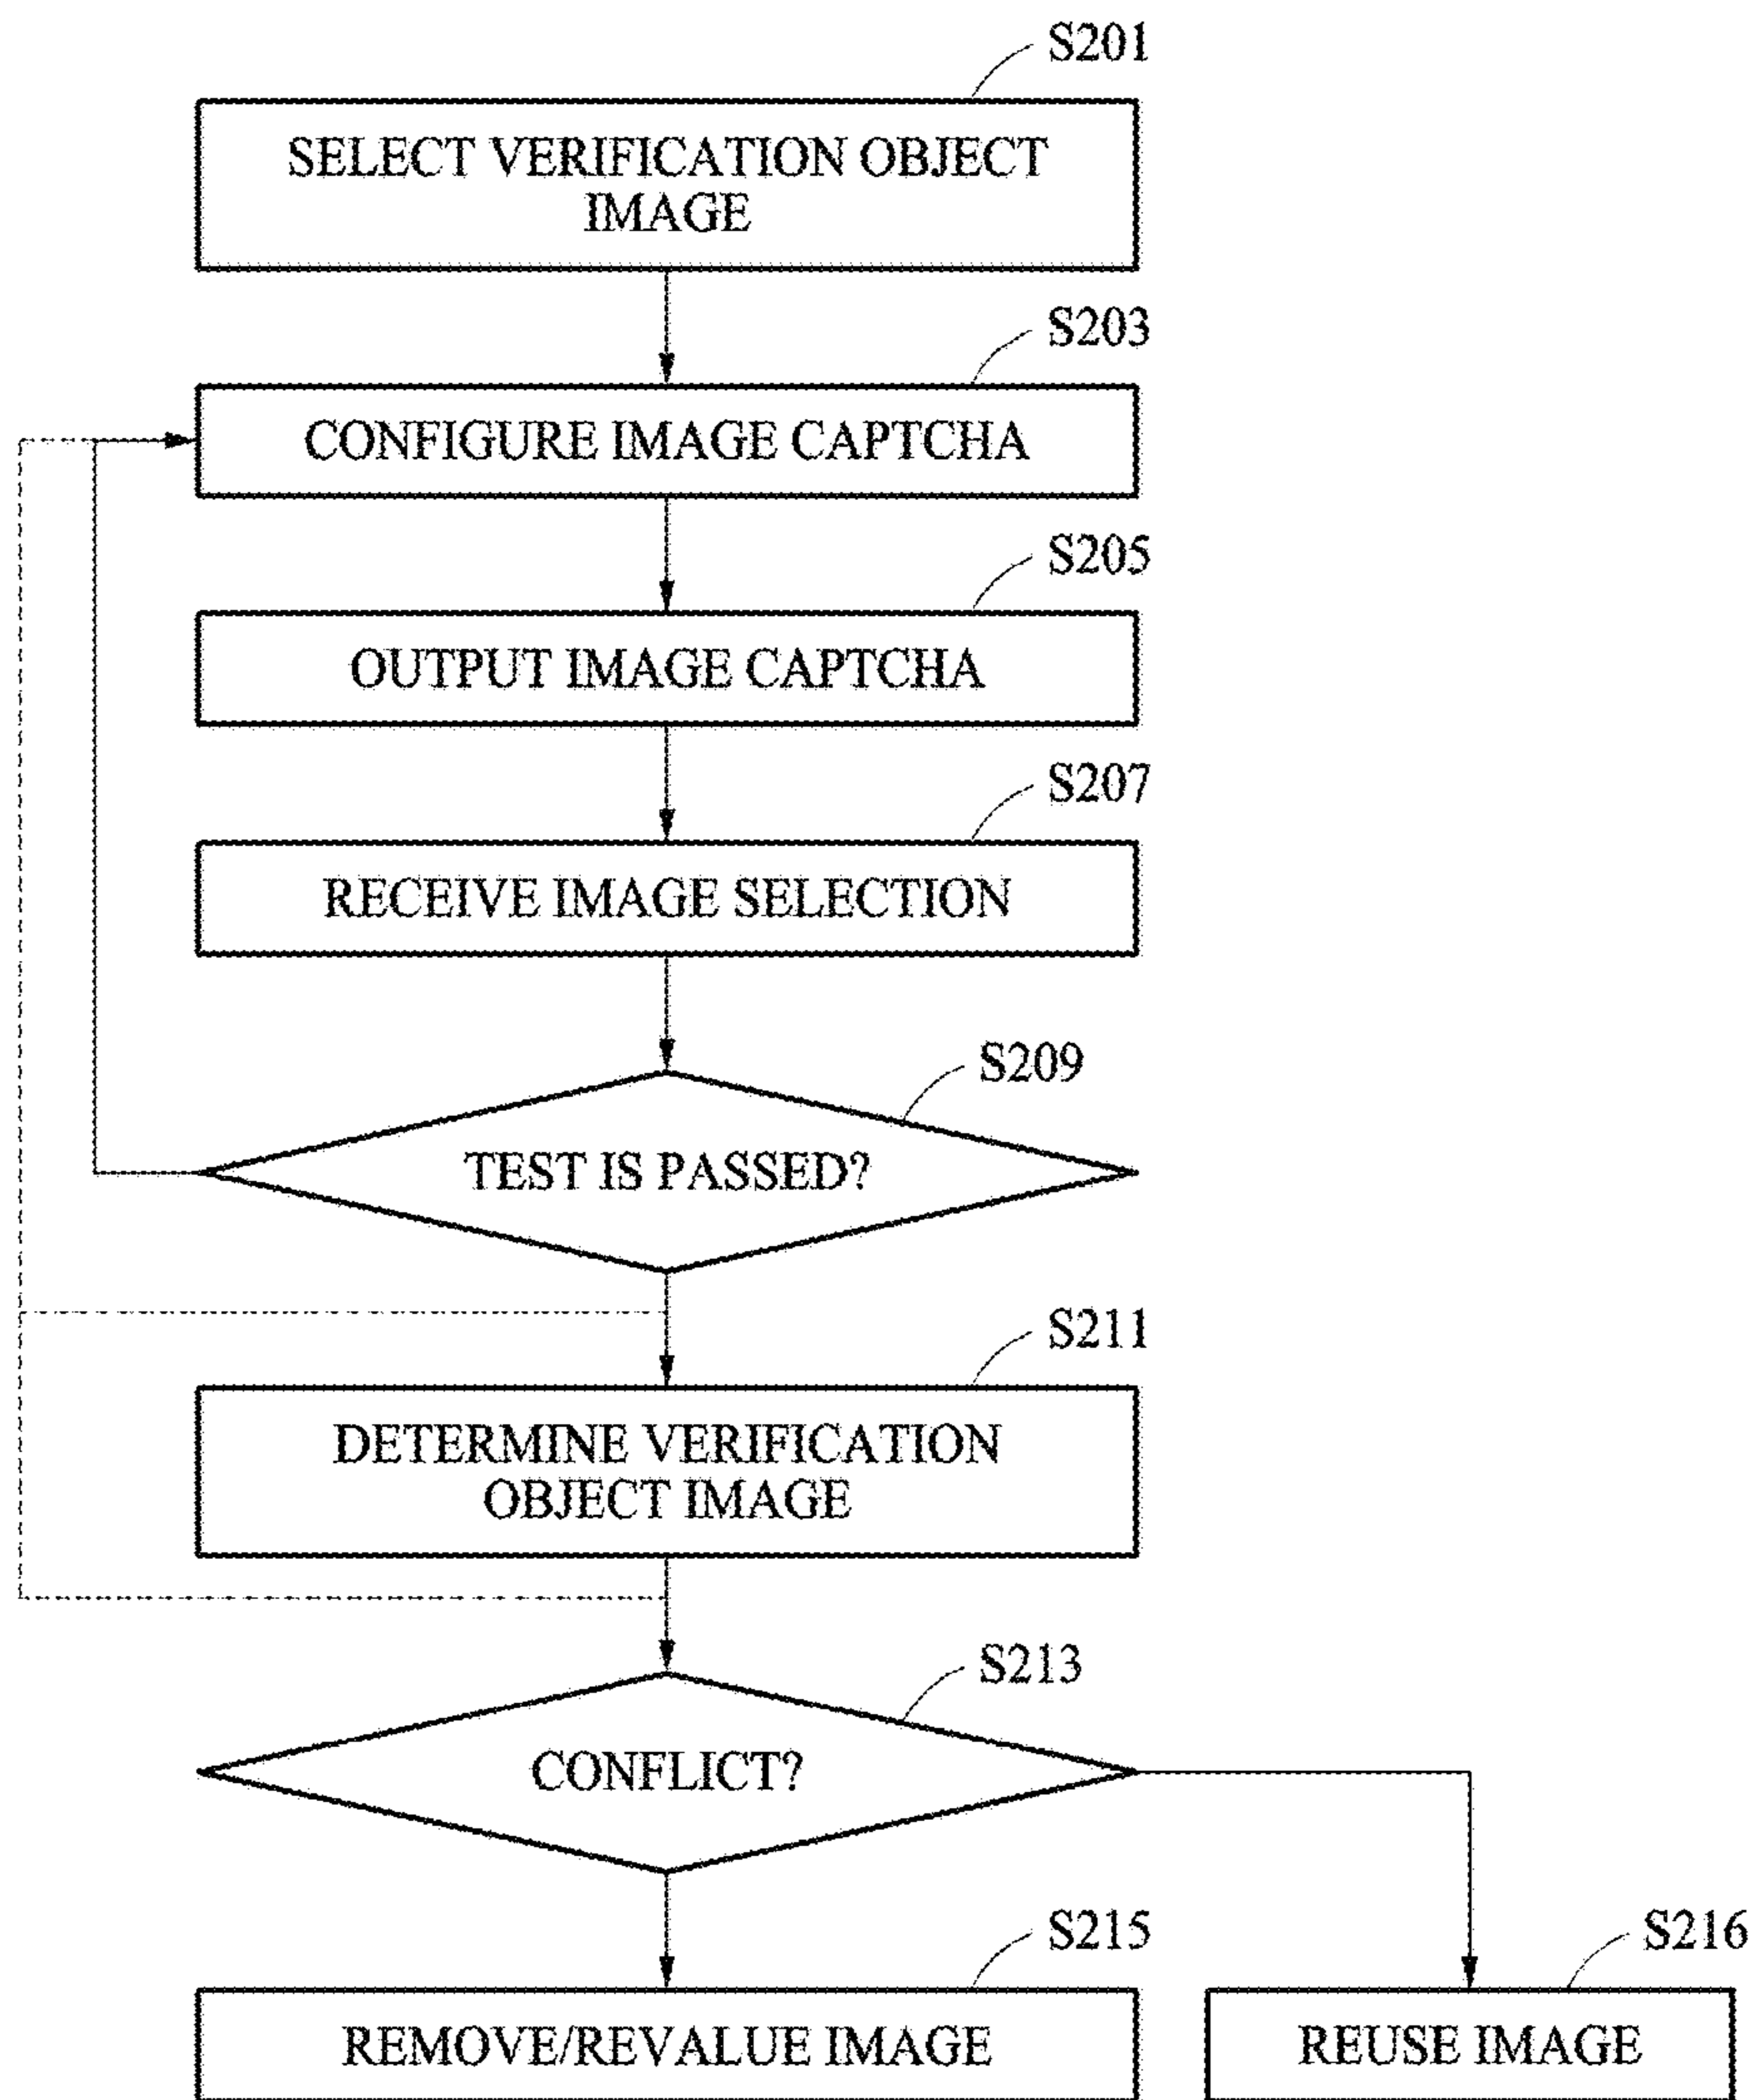 S201
SELECT VERIFICATION OBJECT
IMAGE
S203
CONFIGURE IMAGE CAPTCHA
S205
OUTPUT IMAGE CAPTCHA
S207
RECEIVE IMAGE SELECTION
S209
TEST IS PASSED?
S211
DETERMINE VERIFICATION
OBJECT IMAGE
S213
CONFLICT?
S215
REMOVE/REVALUE IMAGE
S216
REUSE IMAGE